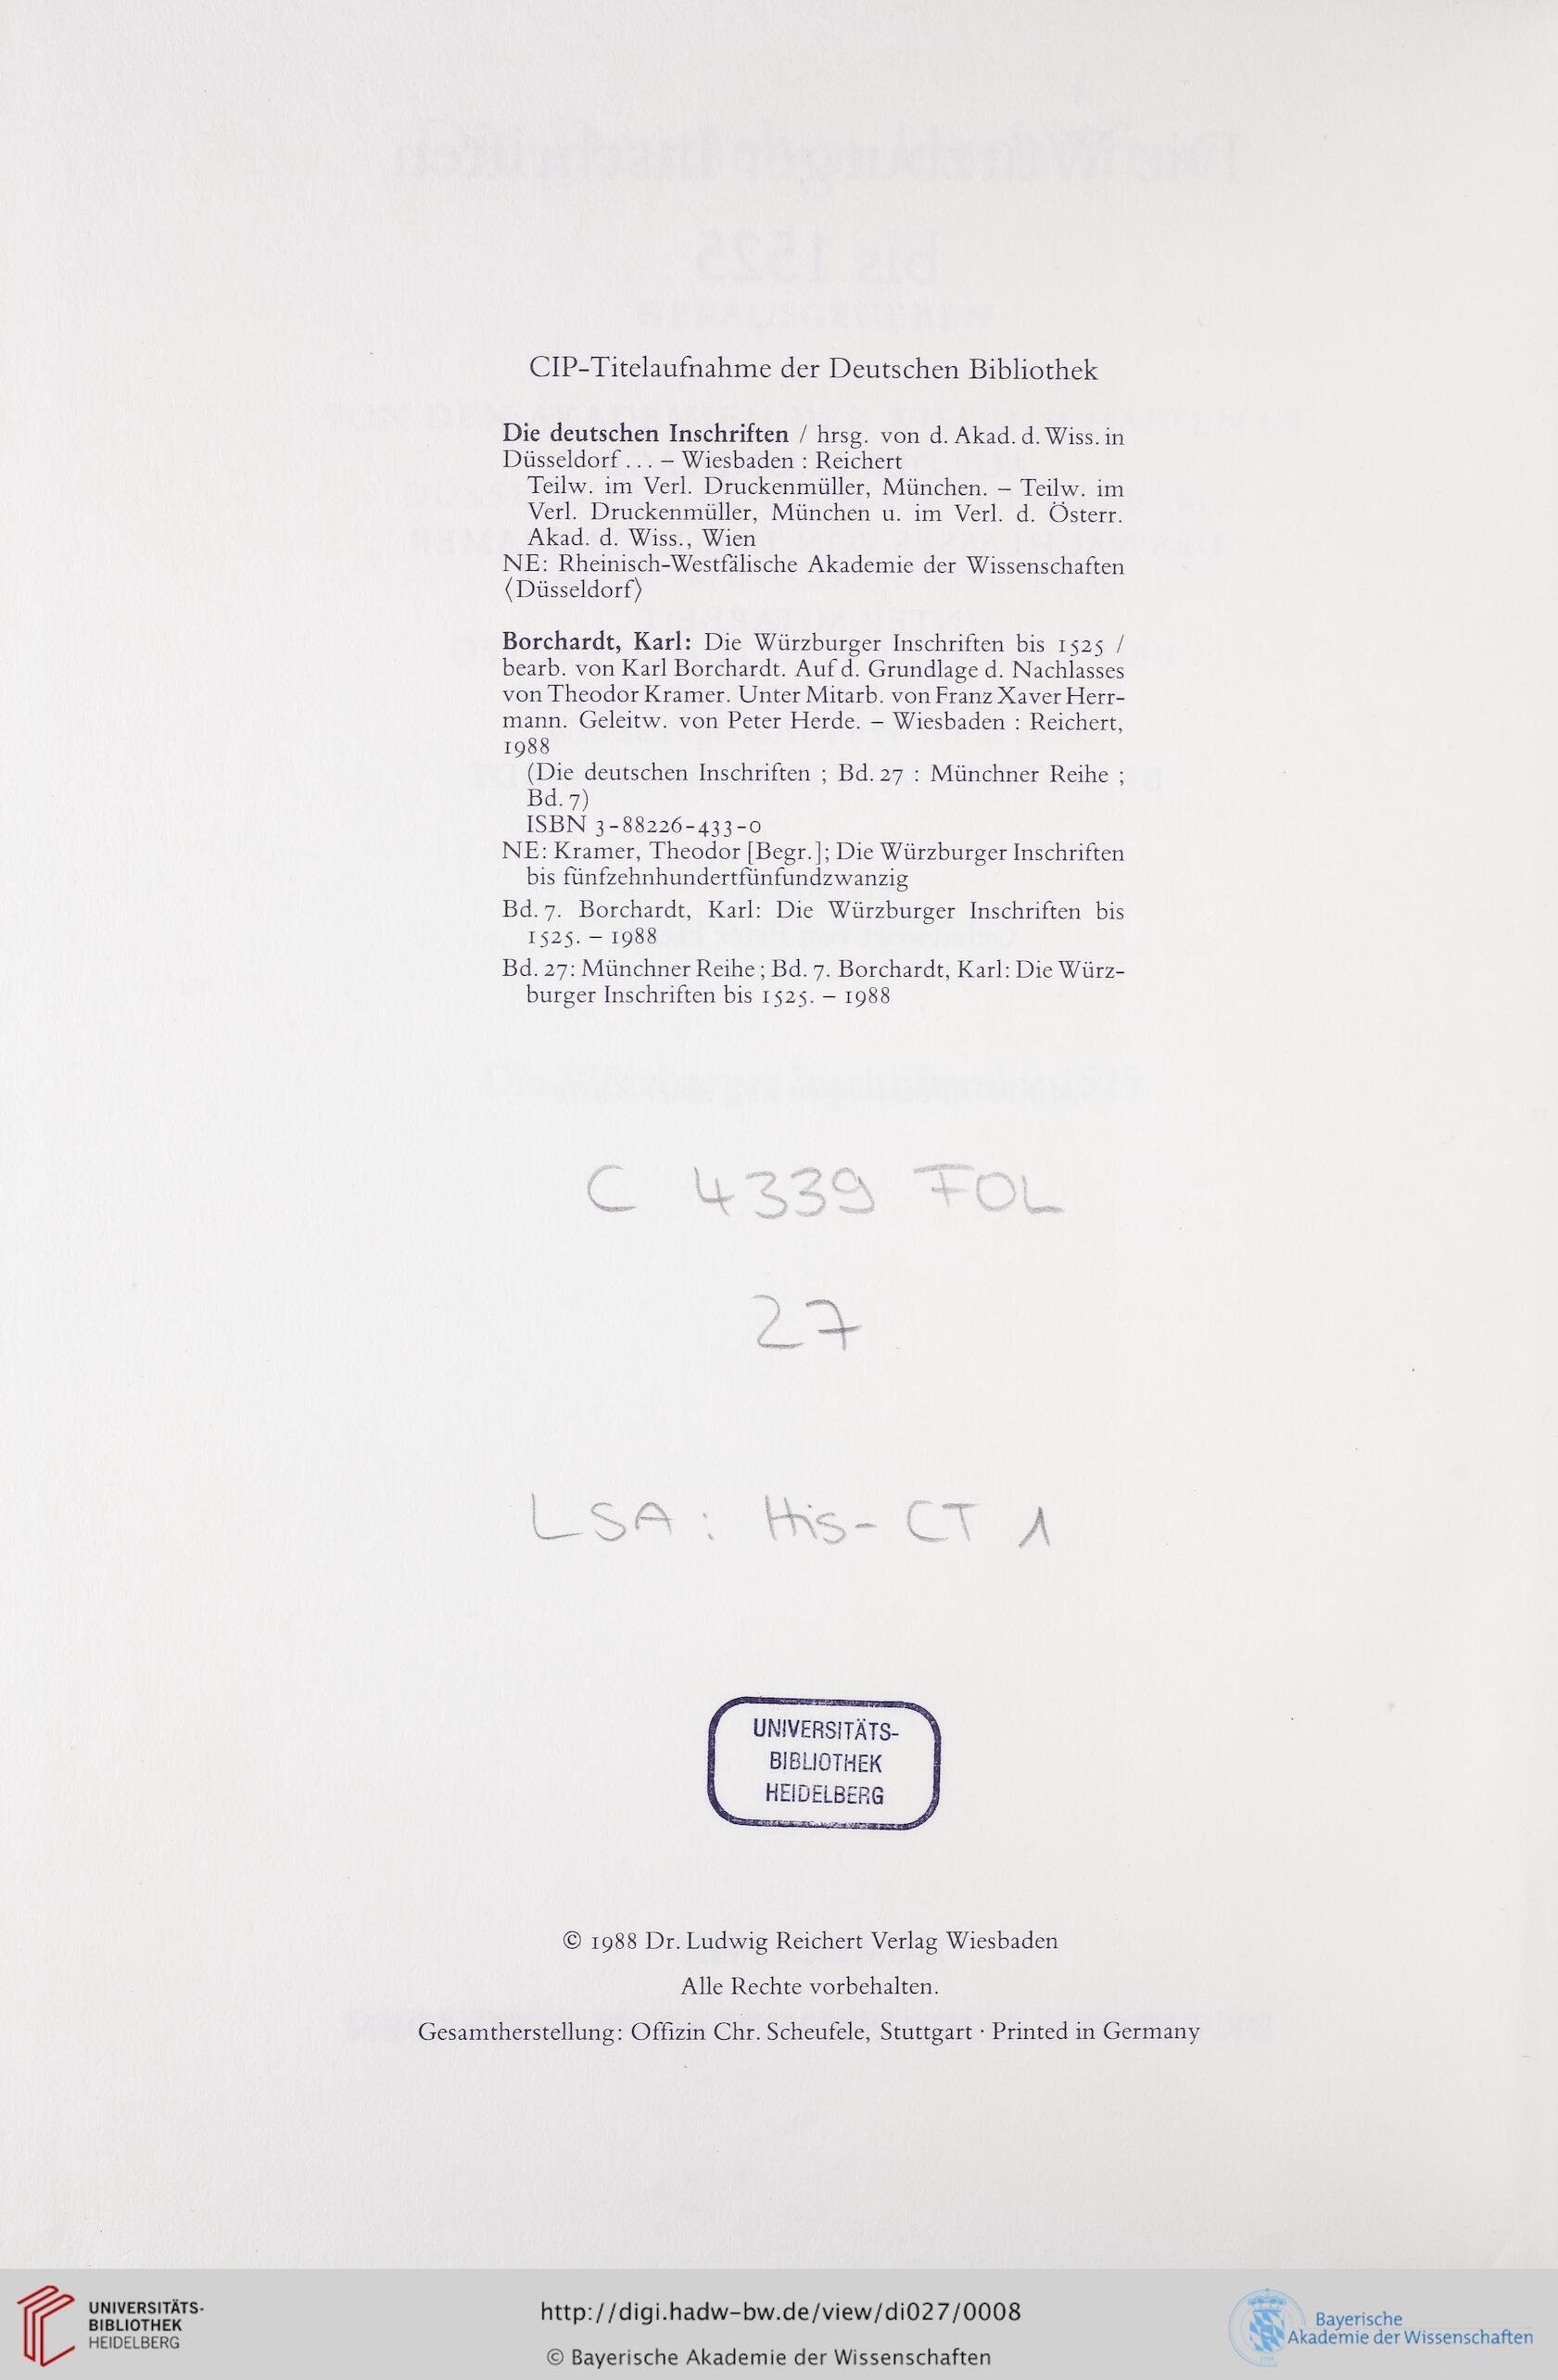 CIP-Titelaufnahme der Deutschen Bibliothek
Die deutschen Inschriften / hrsg. von d. Akad. d. Wiss. in
Düsseldorf . . . – Wiesbaden : Reichert
Teilw. im Verl. Druckenmüller, München. – Teilw. im
Verl. Druckenmüller, München u. im Verl. d. Österr.
Akad. d. Wiss., Wien
NE: Rheinisch-Westfälische Akademie der Wissenschaften
⟨Düsseldorf⟩
Borchardt, Karl: Die Würzburger Inschriften bis 1525 /
bearb. von Karl Borchardt. Auf d. Grundlage d. Nachlasses
von Theodor Kramer. Unter Mitarb. von Franz Xaver Herr-
mann. Geleitw. von Peter Herde. – Wiesbaden : Reichert,
1988
(Die deutschen Inschriften ; Bd. 27 : Münchner Reihe ;
Bd. 7)
ISBN 3-88226-433-0
NE: Kramer, Theodor [Begr.]; Die Würzburger Inschriften
bis fünfzehnhundertfünfundzwanzig
Bd. 7. Borchardt, Karl: Die Würzburger Inschriften bis
1525. – 1988
Bd. 27: Münchner Reihe ; Bd. 7. Borchardt, Karl: Die Würz-
burger Inschriften bis 1525. – 1988
C 4339 FOL
27
LSA: His-CT 1
UNIVERSITÄTS-
BIBLIOTHEK
HEIDELBERG
© 1988 Dr. Ludwig Reichert Verlag Wiesbaden
Alle Rechte vorbehalten.
Gesamtherstellung: Offizin Chr. Scheufele, Stuttgart · Printed in Germany
UNIVERSITÄTS-
BIBLIOTHEK
HEIDELBERG
http://digi.hadw-bw.de/view/di027/0008
© Bayerische Akademie der Wissenschaften
Bayerische
Akademie der Wissenschaften